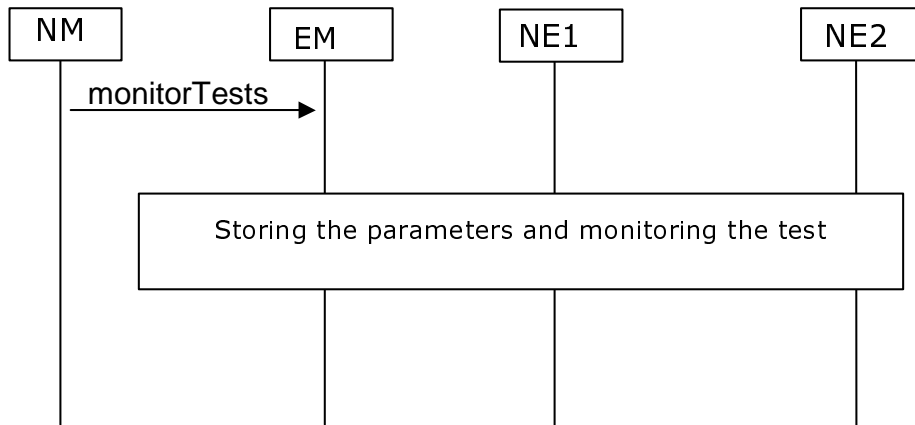 NM
EM
NE1
NE2
monitorTests
Storing the parameters and monitoring the test